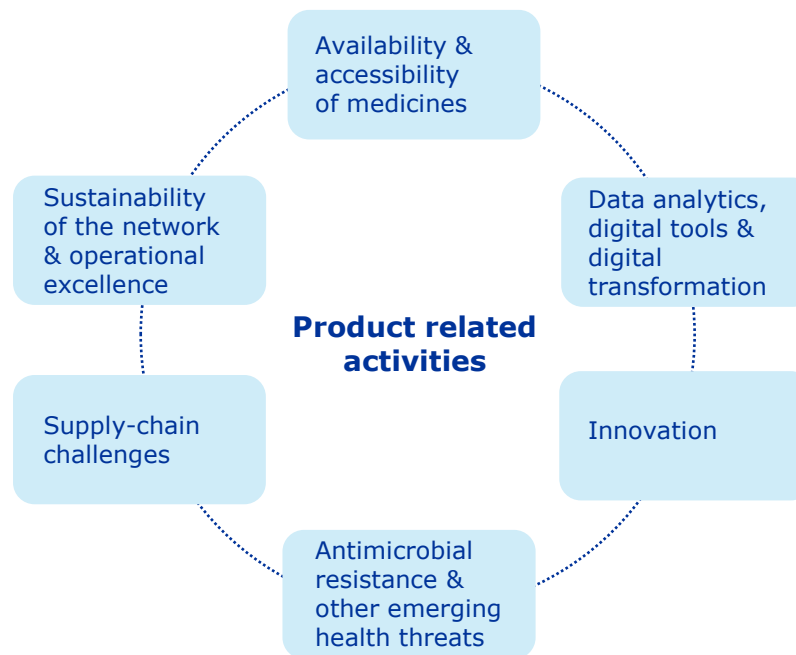 Availability &
accessibility
of medicines
Data analytics,
digital tools &
digital
transformation
Innovation
Antimicrobial
resistance &
other emerging
health threats
Supply-chain
challenges
Sustainability
of the network
& operational
excellence
Product related
activities